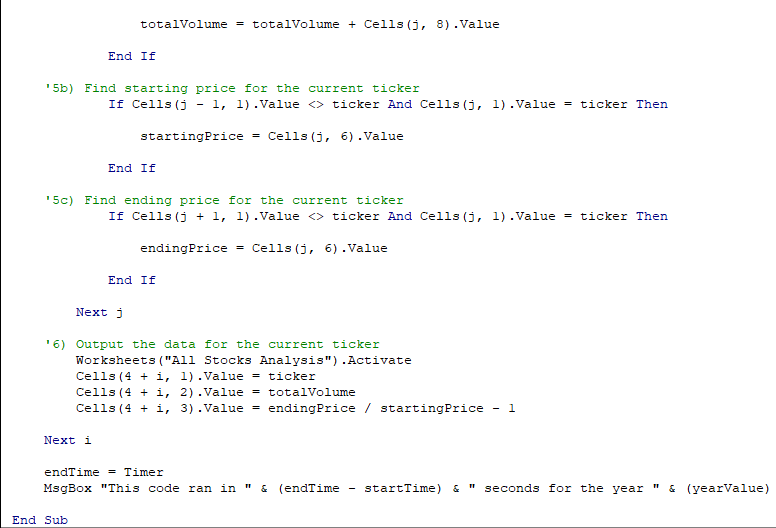 totalVolume = totalVolume + Cells(j, 8).Value
End If
'5b) Find starting price for the current ticker
If Cells(j - 1, 1).Value <> ticker And Cells(j, 1).Value = ticker Then
startingPrice = Cells(j, 6).Value
End If
'5c) Find ending price for the current ticker
If Cells(j + 1, 1).Value <> ticker And Cells(j, 1).Value = ticker Then
endingPrice = Cells(j, 6).Value
End If
Next j
'6) Output the data for the current ticker
Worksheets("All Stocks Analysis").Activate
Cells(4 + i, 1).Value = ticker
Cells(4 + i, 2).Value = totalVolume
Cells(4 + i, 3).Value = endingPrice / startingPrice - 1
Next i
endTime = Timer
MsgBox "This code ran in " & (endTime - startTime) & " seconds for the year " & (yearValue)
End Sub